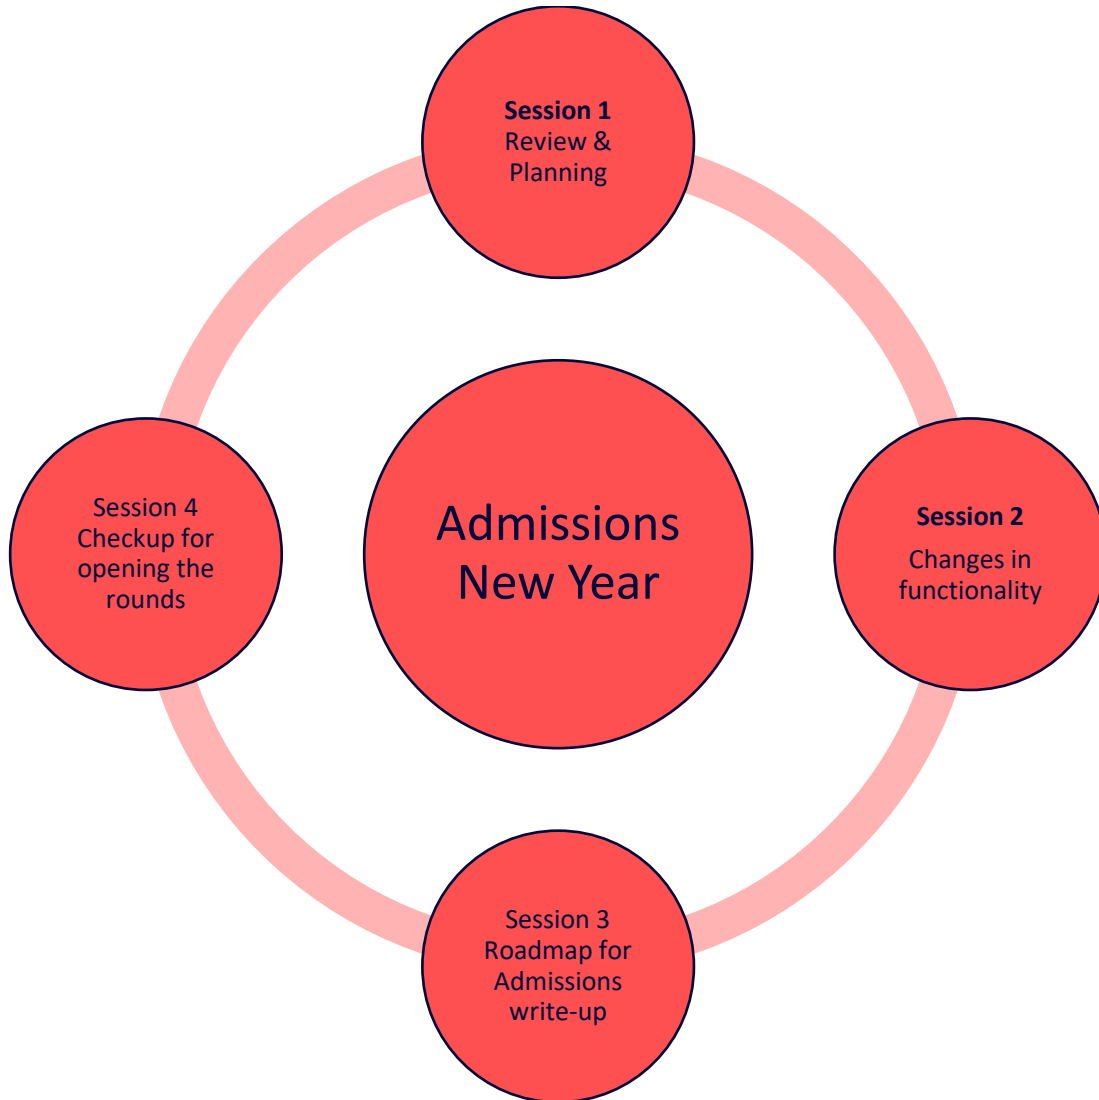 Session 1
Review &
Planning
Admissions
New Year
Session 2
Changes in
functionality
Session 3
Roadmap for
Admissions
write-up
Session 4
Checkup for
opening the
rounds